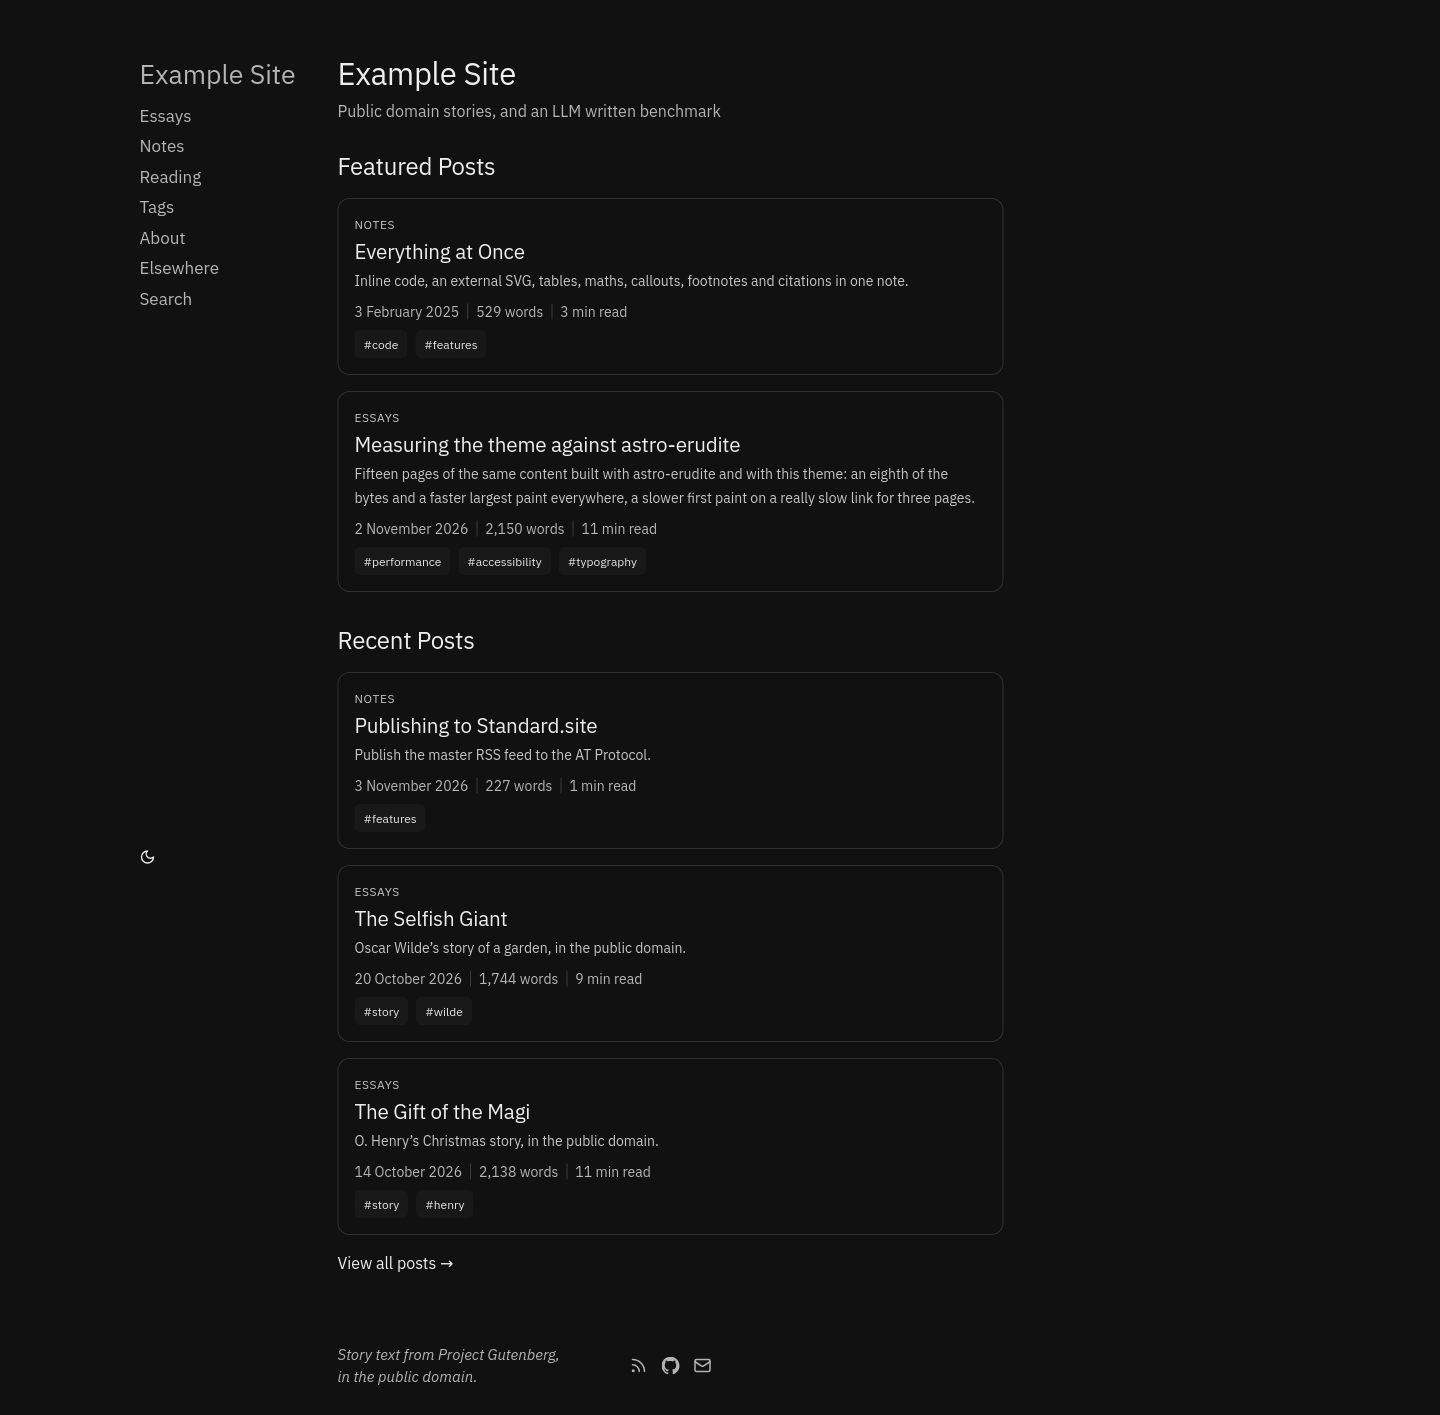 Example Site
Essays
Notes
Reading
Tags
About
Elsewhere
Search
Example Site
Public domain stories, and an LLM written benchmark
Featured Posts
NOTES
Everything at Once
Inline code, an external SVG, tables, maths, callouts, footnotes and citations in one note.
3 February 2025 | 529 words | 3 min read
#code #features
ESSAYS
Measuring the theme against astro-erudite
Fifteen pages of the same content built with astro-erudite and with this theme: an eighth of the
bytes and a faster largest paint everywhere, a slower first paint on a really slow link for three pages.
2 November 2026 | 2,150 words | 11 min read
#performance #accessibility #typography
Recent Posts
NOTES
Publishing to Standard.site
Publish the master RSS feed to the AT Protocol.
3 November 2026 | 227 words | 1 min read
#features
ESSAYS
The Selfish Giant
Oscar Wilde’s story of a garden, in the public domain.
20 October 2026 | 1,744 words | 9 min read
#story #wilde
ESSAYS
The Gift of the Magi
O. Henry’s Christmas story, in the public domain.
14 October 2026 | 2,138 words | 11 min read
#story #henry
View all posts →
Story text from Project Gutenberg,
in the public domain.